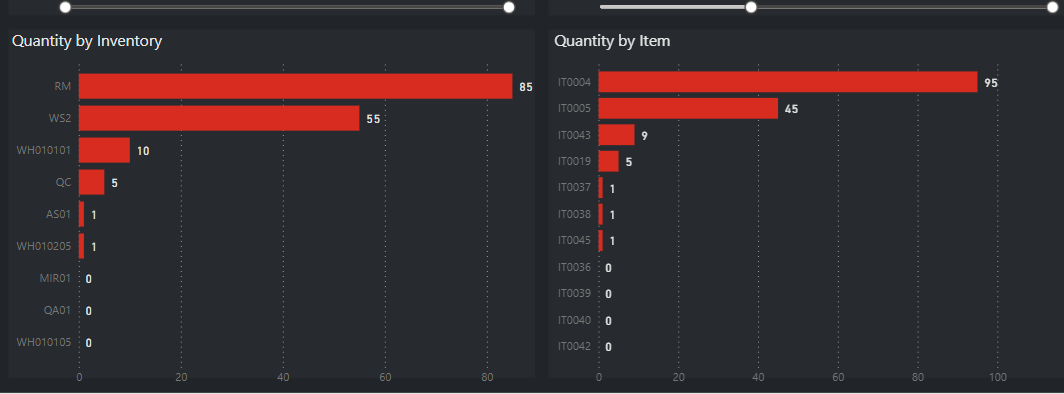 Quantity by Inventory
RM 85
WS2 55
WH010101 10
QC 5
AS01 1
WH010205 1
MIR01 0
QA01 0
WH010105 0
0 20 40 60 80
Quantity by Item
IT0004 95
IT0005 45
IT0043 9
IT0019 5
IT0037 1
IT0038 1
IT0045 1
IT0036 0
IT0039 0
IT0040 0
IT0042 0
0 20 40 60 80 100